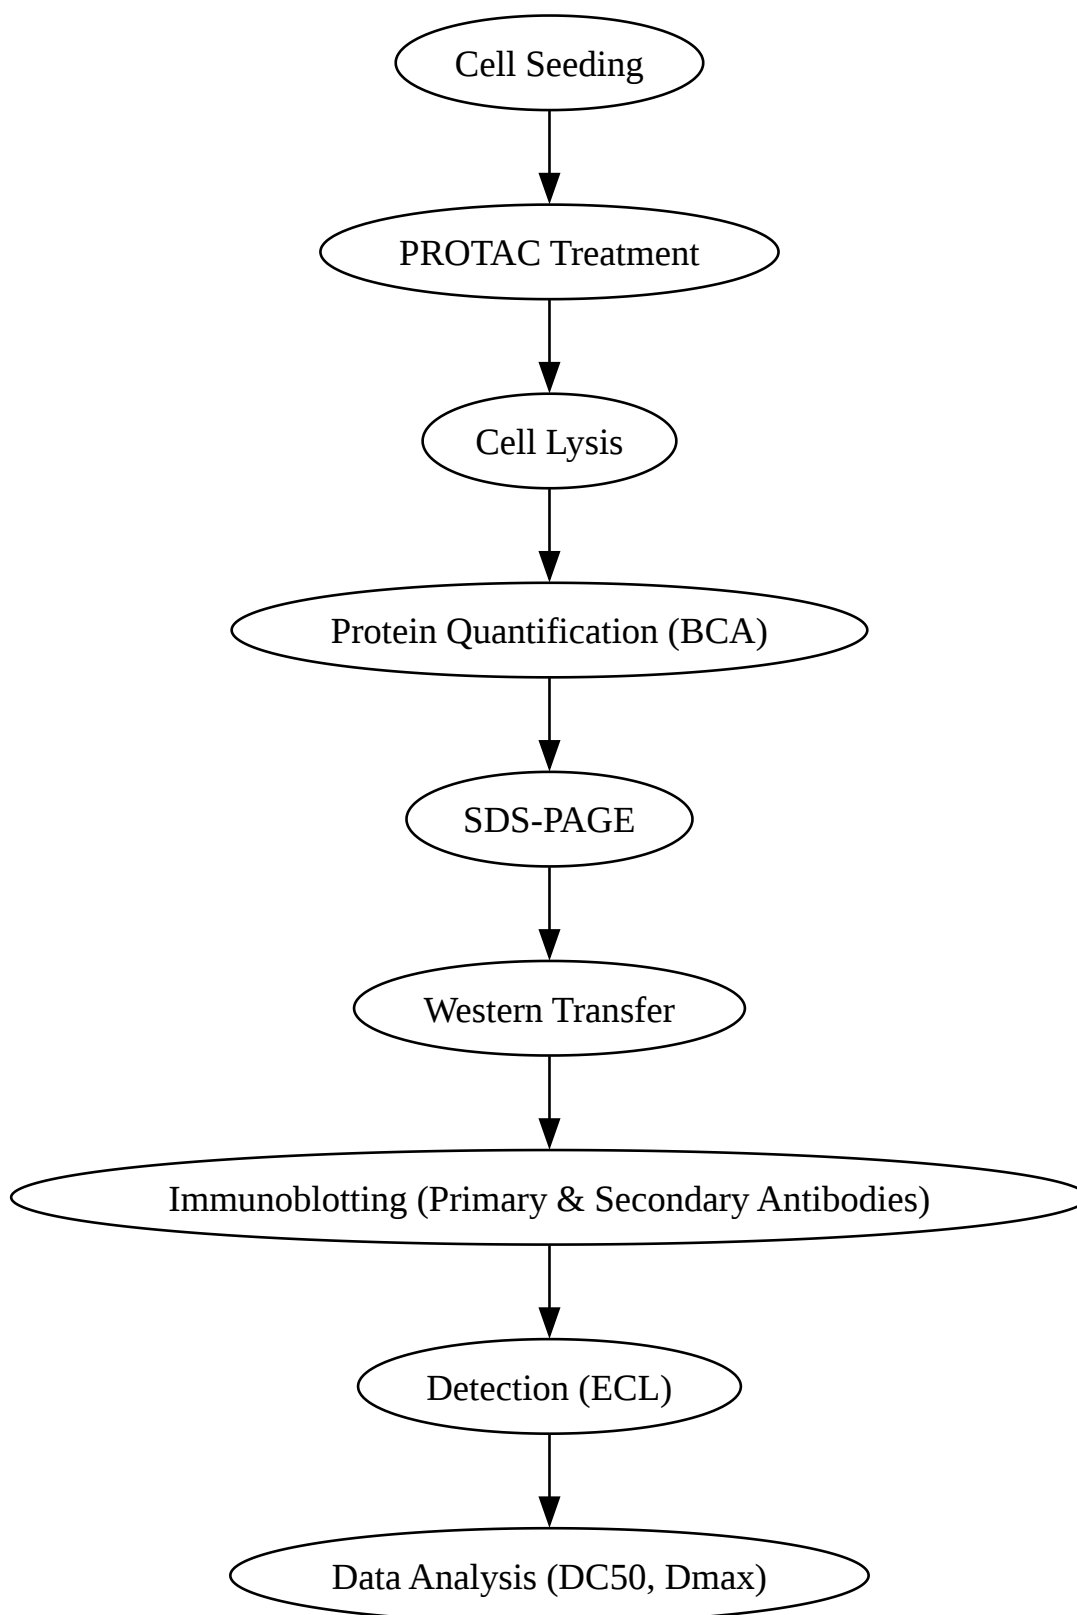 Cell Seeding
PROTAC Treatment
Cell Lysis
Protein Quantification (BCA)
SDS-PAGE
Western Transfer
Immunoblotting (Primary & Secondary Antibodies)
Detection (ECL)
Data Analysis (DC50, Dmax)